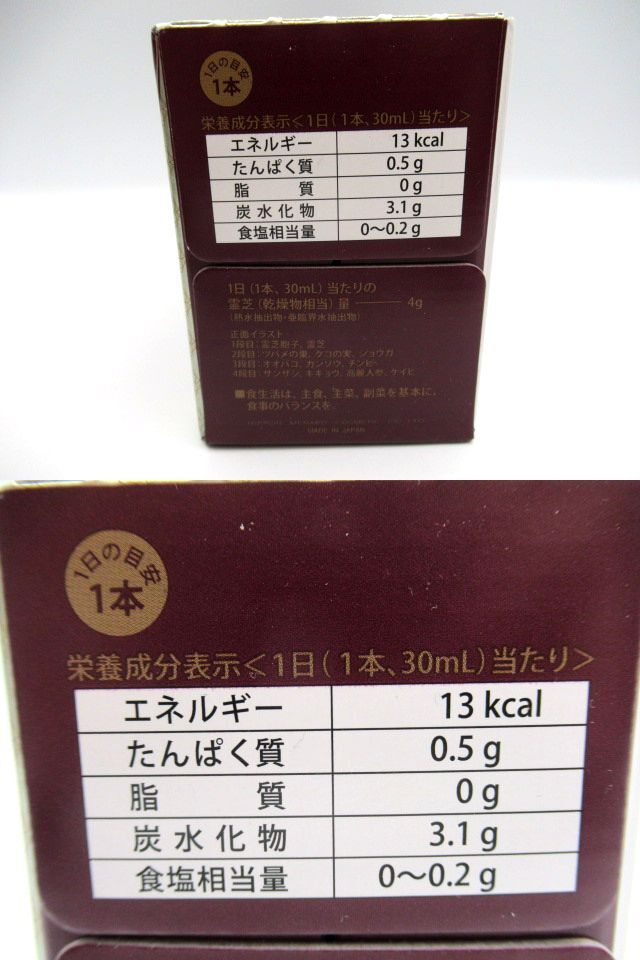 1日の目安
1本
栄養成分表示<1日(1本、30mL)当たり>
エネルギー 13 kcal
たんぱく質 0.5 g
脂質 0 g
炭水化物 3.1 g
食塩相当量 0〜0.2 g
1日(1本、30mL)当たりの
霊芝(乾燥物相当)量 ─── 4g
(熱水抽出物・亜臨界水抽出物)
正面イラスト
1段目:霊芝胞子、霊芝
2段目:ツバメの巣、クコの実、ショウガ
3段目:オオバコ、カンゾウ、チンピ
4段目:サンザシ、キキョウ、高麗人参、ケイヒ
■食生活は、主食、主菜、副菜を基本に、
食事のバランスを。
MADE IN JAPAN
1日の目安
1本
栄養成分表示<1日(1本、30mL)当たり>
エネルギー 13 kcal
たんぱく質 0.5 g
脂質 0 g
炭水化物 3.1 g
食塩相当量 0〜0.2 g